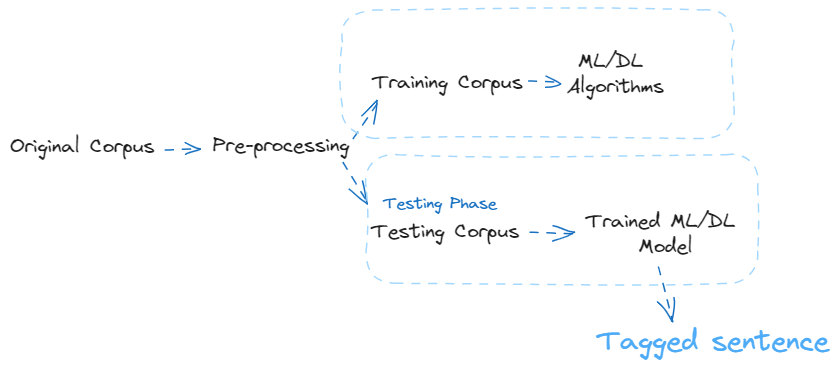 Original Corpus
Pre-processing
Training Corpus
ML/DL
Algorithms
Testing Phase
Testing Corpus
Trained ML/DL
Model
Tagged sentence